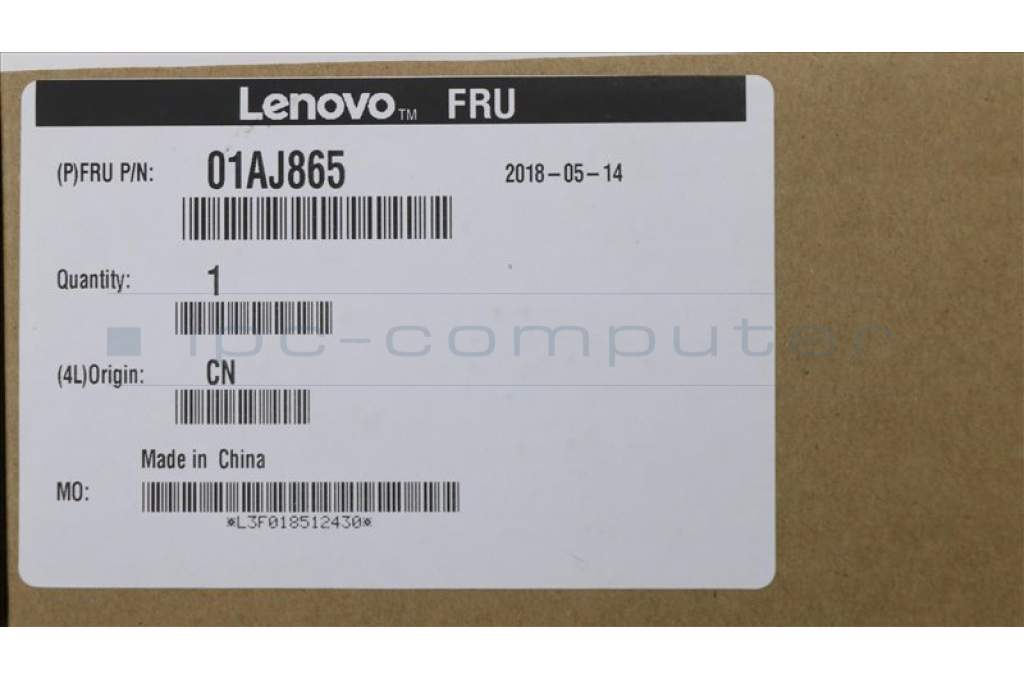 Lenovo™ FRU
(P)FRU P/N: 01AJ865 2018-05-14
Quantity: 1
ipc-computer
(4L)Origin: CN
Made in China
MO:
*L3F018512430*